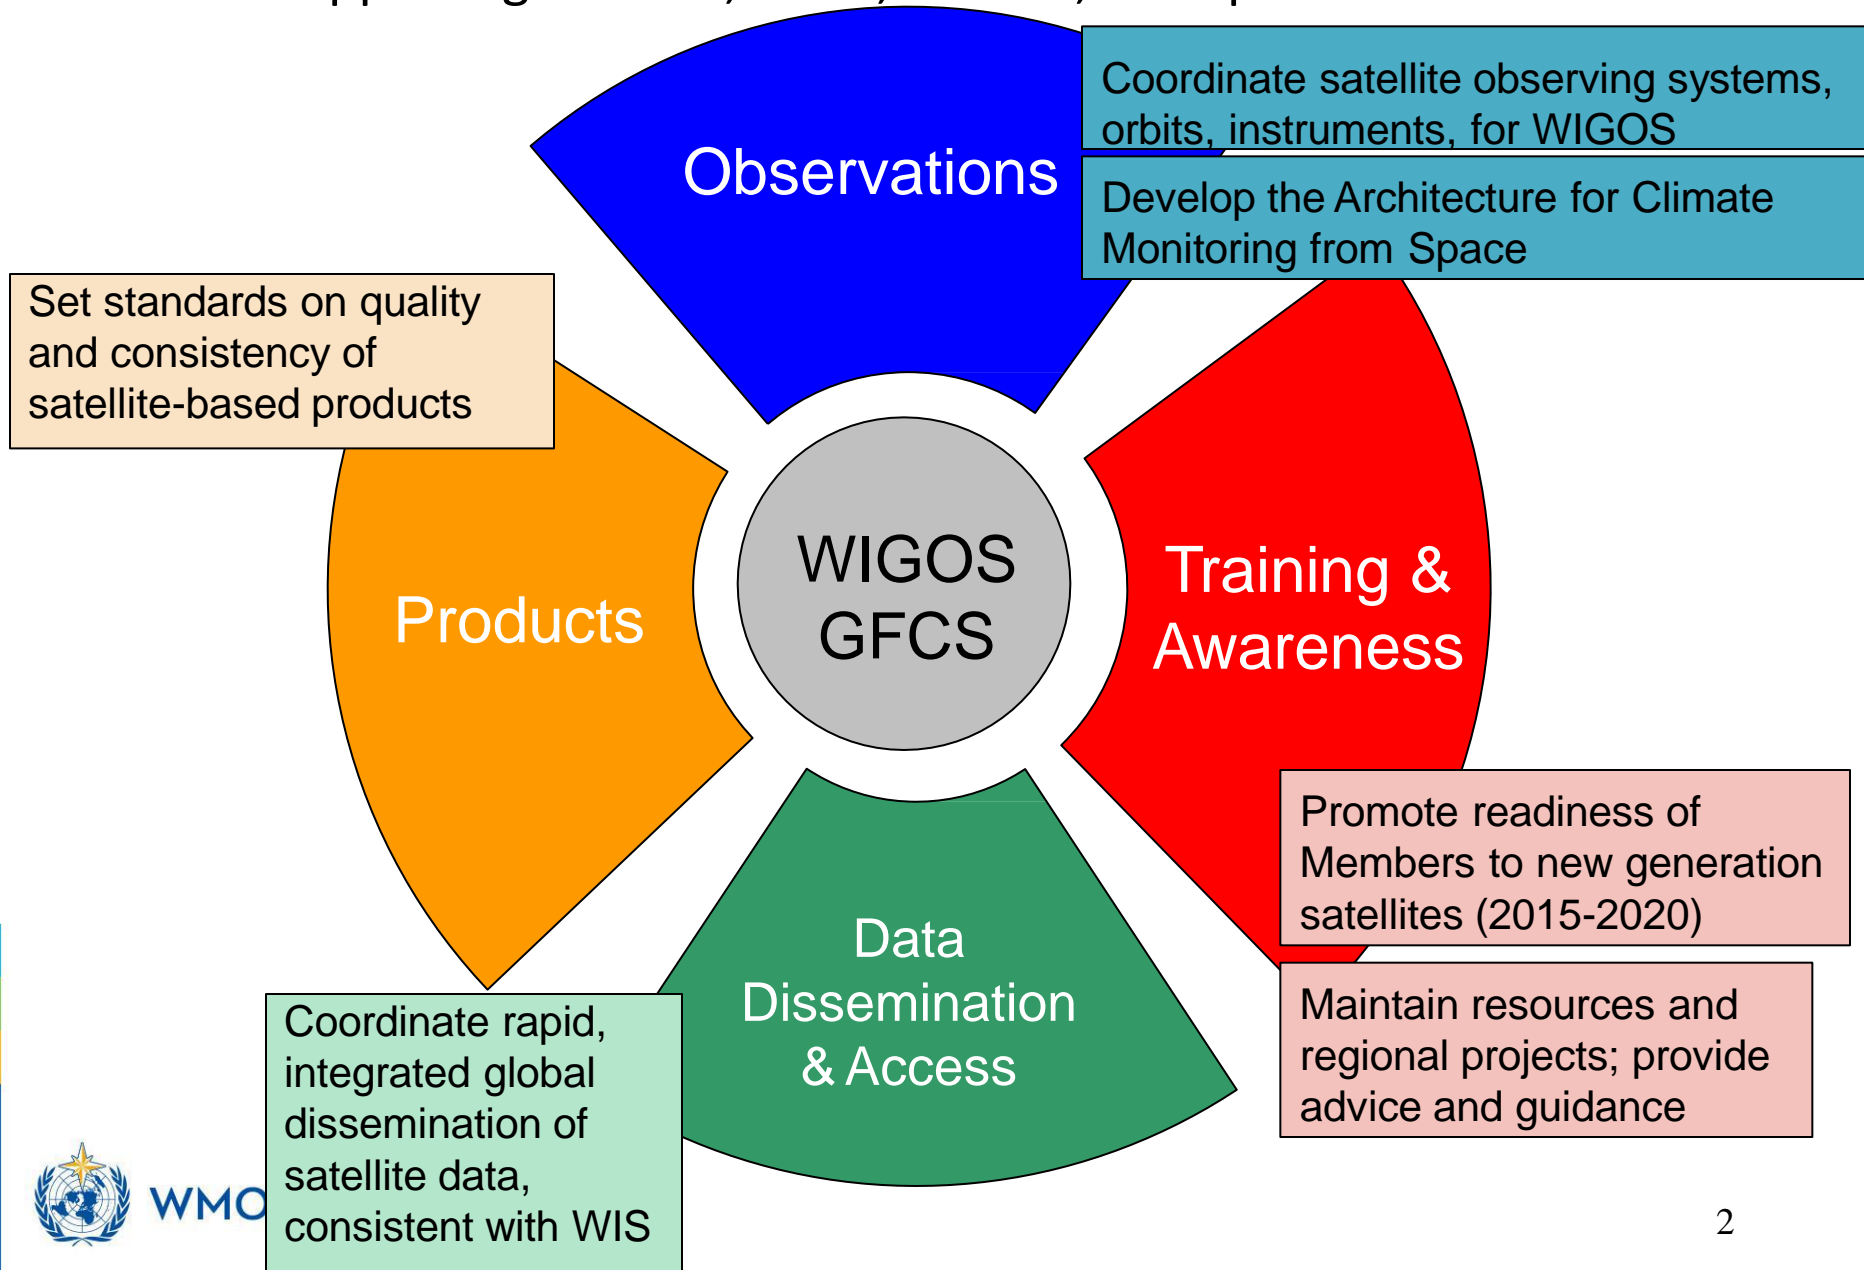 Coordinate satellite observing systems,
orbits, instruments, for WIGOS
Observations
Develop the Architecture for Climate
Monitoring from Space
Set standards on quality
and consistency of
satellite-based products
WIGOS
GFCS
Training &
Awareness
Products
Promote readiness of
Members to new generation
satellites (2015-2020)
Data
Dissemination
& Access
Maintain resources and
regional projects; provide
advice and guidance
Coordinate rapid,
integrated global
dissemination of
satellite data,
consistent with WIS
WMO
2